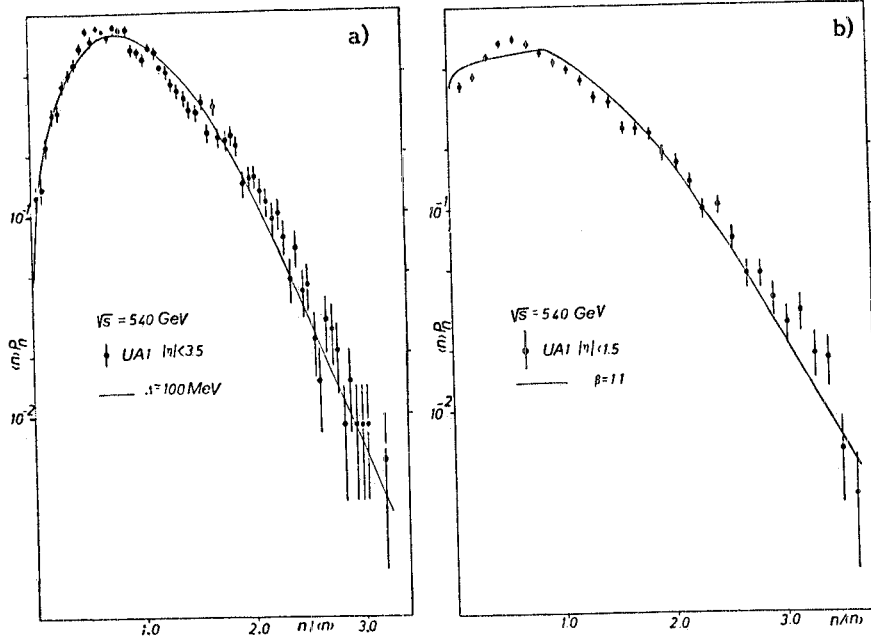 a)
10⁻¹
10⁻²
⟨n⟩Pₙ
√s = 540 GeV
UA1 |η|<3.5
Λ=100 MeV
1.0 2.0 n/⟨n⟩ 3.0
b)
10⁻¹
10⁻²
⟨n⟩Pₙ
√s = 540 GeV
UA1 |η|<1.5
β=11
1.0 2.0 3.0 n/⟨n⟩